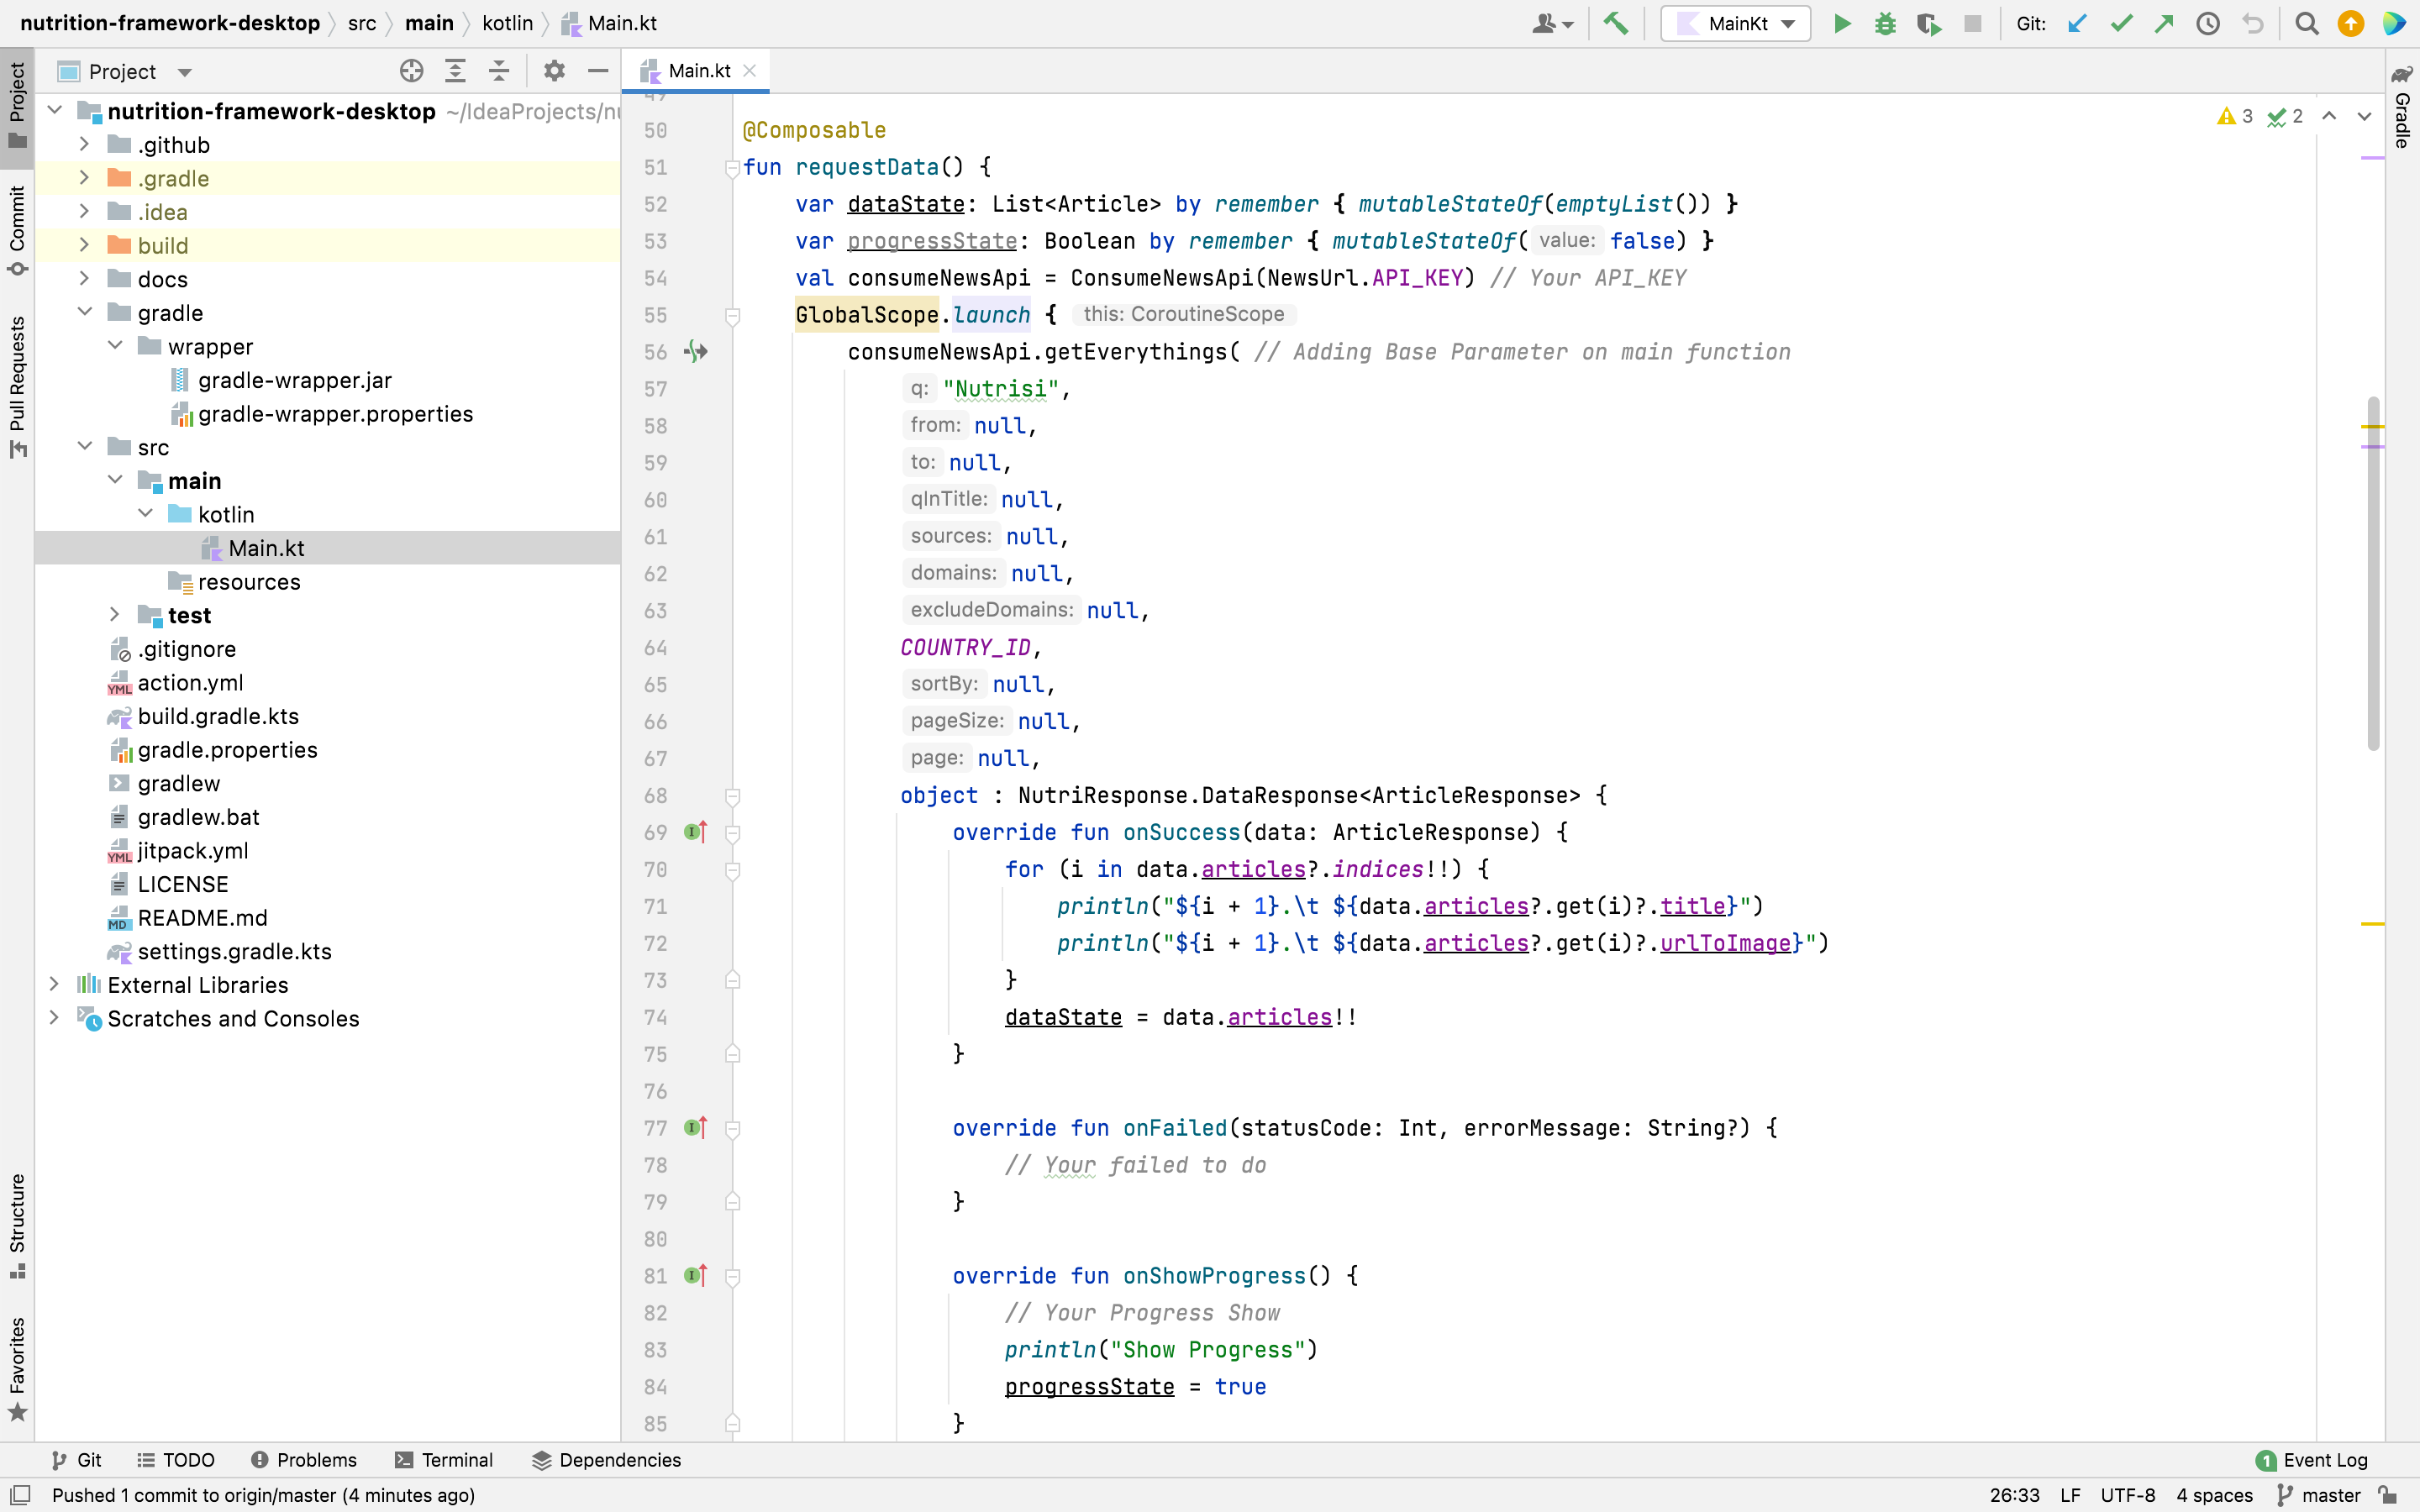 nutrition-framework-desktop src main kotlin Main.kt
MainKt
Git:
Project
Main.kt
3 2
Project
Commit
Pull Requests
Structure
Favorites
Gradle
nutrition-framework-desktop ~/IdeaProjects/nu
.github
.gradle
.idea
build
docs
gradle
wrapper
gradle-wrapper.jar
gradle-wrapper.properties
src
main
kotlin
Main.kt
resources
test
.gitignore
action.yml
build.gradle.kts
gradle.properties
gradlew
gradlew.bat
jitpack.yml
LICENSE
README.md
settings.gradle.kts
External Libraries
Scratches and Consoles
49
50 @Composable
51 fun requestData() {
52 var dataState: List<Article> by remember { mutableStateOf(emptyList()) }
53 var progressState: Boolean by remember { mutableStateOf( value: false) }
54 val consumeNewsApi = ConsumeNewsApi(NewsUrl.API_KEY) // Your API_KEY
55 GlobalScope.launch { this: CoroutineScope
56 consumeNewsApi.getEverythings( // Adding Base Parameter on main function
57 q: "Nutrisi",
58 from: null,
59 to: null,
60 qInTitle: null,
61 sources: null,
62 domains: null,
63 excludeDomains: null,
64 COUNTRY_ID,
65 sortBy: null,
66 pageSize: null,
67 page: null,
68 object : NutriResponse.DataResponse<ArticleResponse> {
69 override fun onSuccess(data: ArticleResponse) {
70 for (i in data.articles?.indices!!) {
71 println("${i + 1}.\t ${data.articles?.get(i)?.title}")
72 println("${i + 1}.\t ${data.articles?.get(i)?.urlToImage}")
73 }
74 dataState = data.articles!!
75 }
76
77 override fun onFailed(statusCode: Int, errorMessage: String?) {
78 // Your failed to do
79 }
80
81 override fun onShowProgress() {
82 // Your Progress Show
83 println("Show Progress")
84 progressState = true
85 }
Git TODO Problems Terminal Dependencies 1 Event Log
Pushed 1 commit to origin/master (4 minutes ago) 26:33 LF UTF-8 4 spaces master